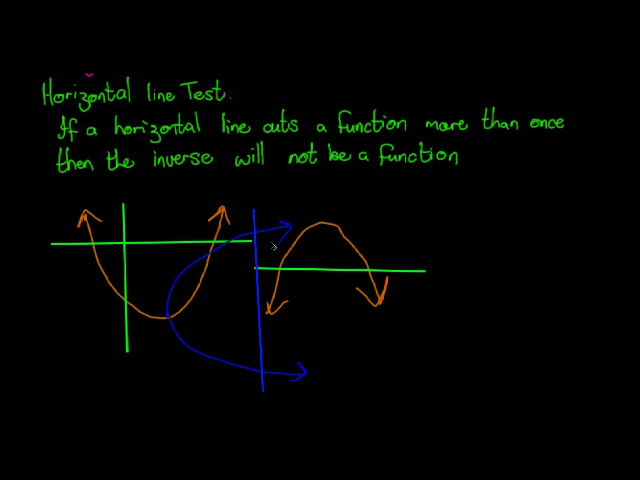 Horizontal line Test:
If a horizontal line cuts a function more than once
then the inverse will not be a function